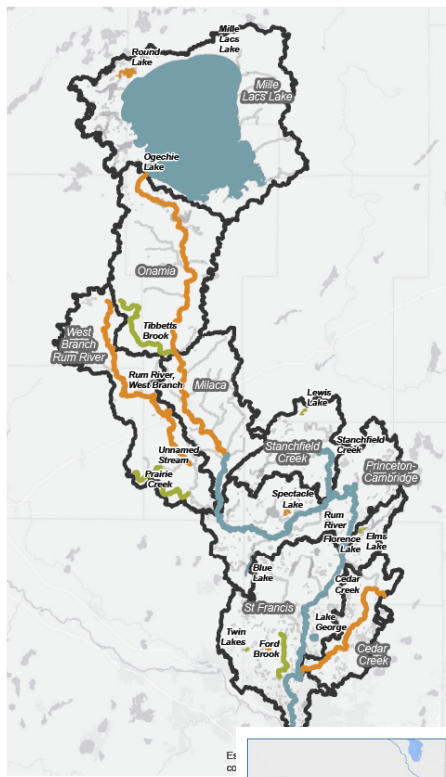 Mille
Lacs
Lake
Round
Lake
Mille
Lacs Lake
Ogechie
Lake
Onamia
Tibbetts
Brook
West
Branch
Rum River
Rum River,
West Branch
Milaca
Lewis
Lake
Stanchfield
Creek
Stanchfield
Creek
Unnamed
Stream
Princeton-
Cambridge
Prairie
Creek
Spectacle
Lake
Rum
River
Florence
Lake
Elms
Lake
Blue
Lake
Cedar
Creek
St Francis
Lake
George
Twin
Lakes
Ford
Brook
Cedar
Creek
Es
co